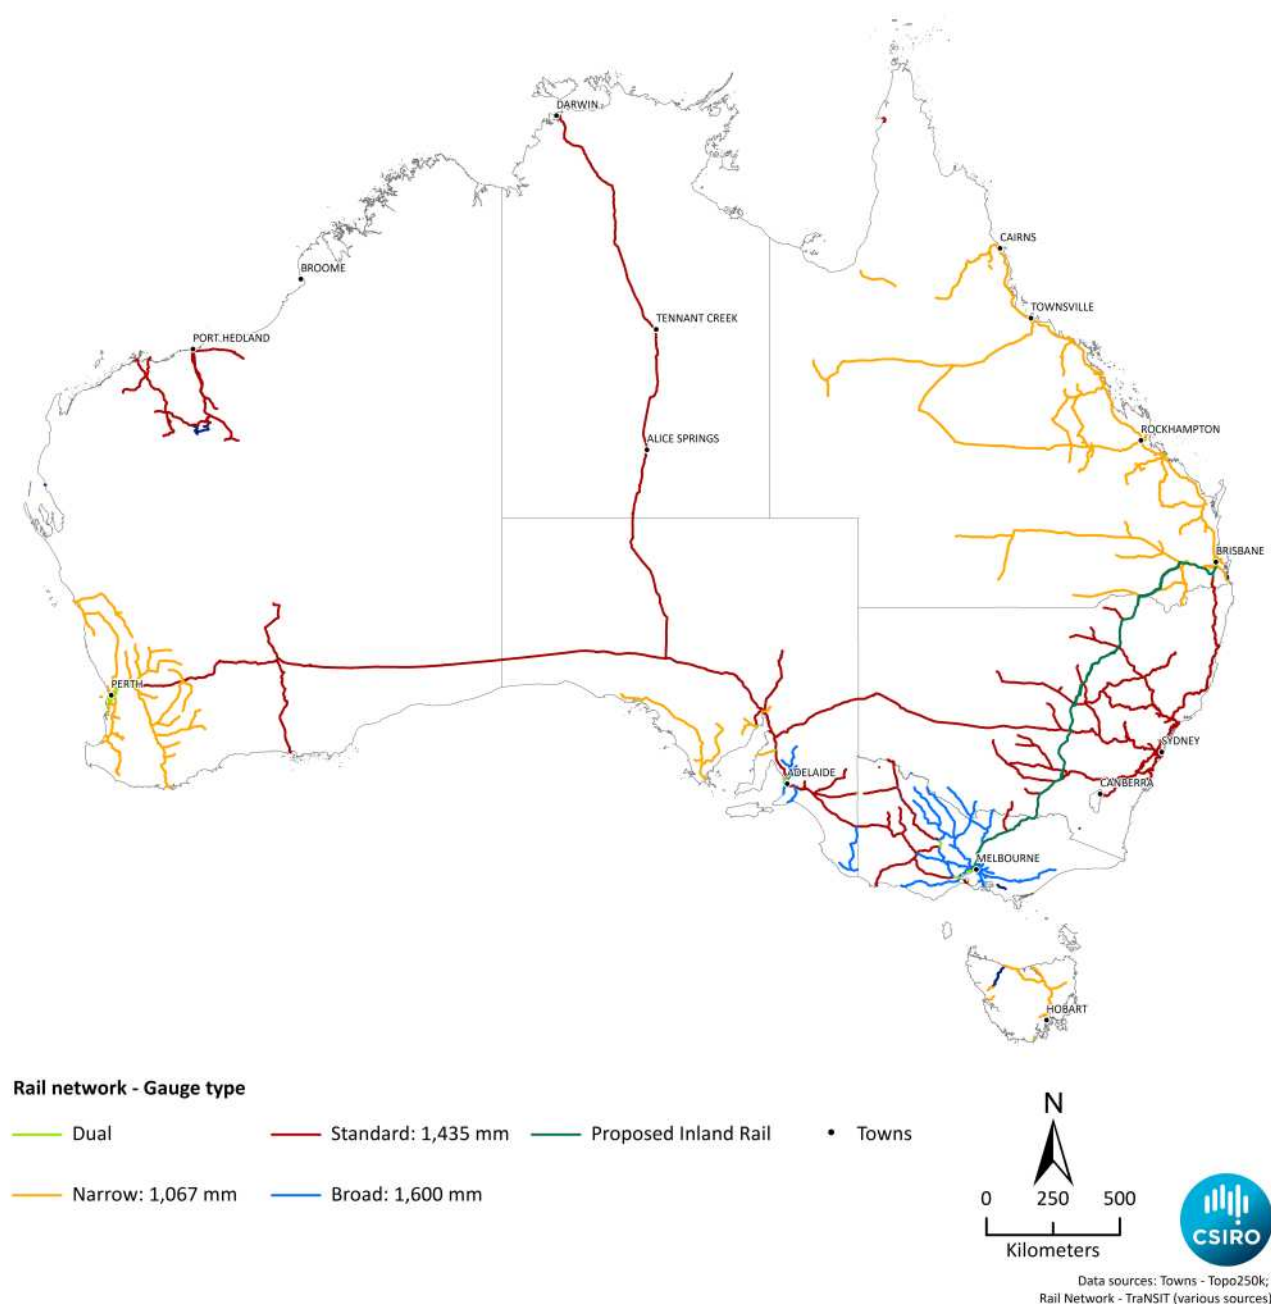 DARWIN
CAIRNS
BROOME
TOWNSVILLE
TENNANT CREEK
PORT HEDLAND
ROCKHAMPTON
ALICE SPRINGS
BRISBANE
PERTH
SYDNEY
ADELAIDE
CANBERRA
MELBOURNE
HOBART
Rail network - Gauge type
Dual
Standard: 1,435 mm
Proposed Inland Rail
Towns
Narrow: 1,067 mm
Broad: 1,600 mm
N
0 250 500
Kilometers
CSIRO
Data sources: Towns - Topo250k;
Rail Network - TraNSIT (various sources)